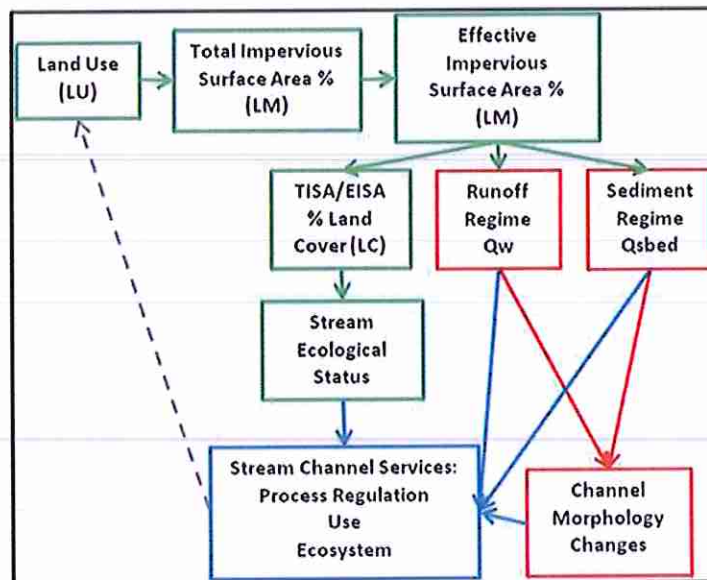 Land Use
(LU)
Total Impervious
Surface Area %
(LM)
Effective
Impervious
Surface Area %
(LM)
TISA/EISA
% Land
Cover (LC)
Runoff
Regime
Qw
Sediment
Regime
Qsbed
Stream
Ecological
Status
Stream Channel Services:
Process Regulation
Use
Ecosystem
Channel
Morphology
Changes